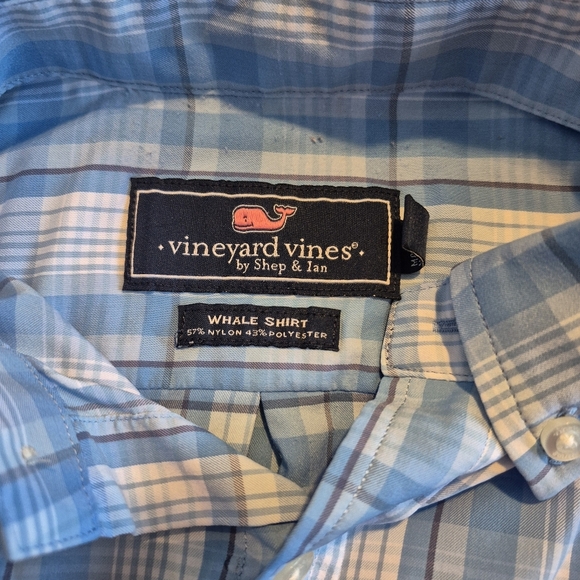 vineyard vines®
by Shep & Ian
WHALE SHIRT
57% NYLON 43% POLYESTER